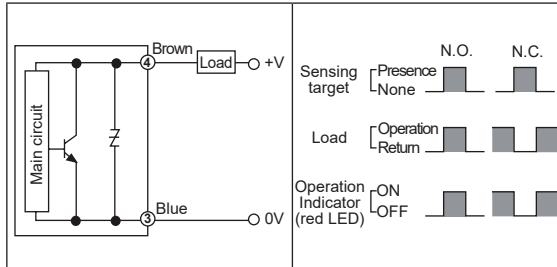 Main circuit
Brown
4
Load
+V
Blue
3
0V
N.O.
N.C.
Sensing
target
Presence
None
Load
Operation
Return
Operation
Indicator
(red LED)
ON
OFF